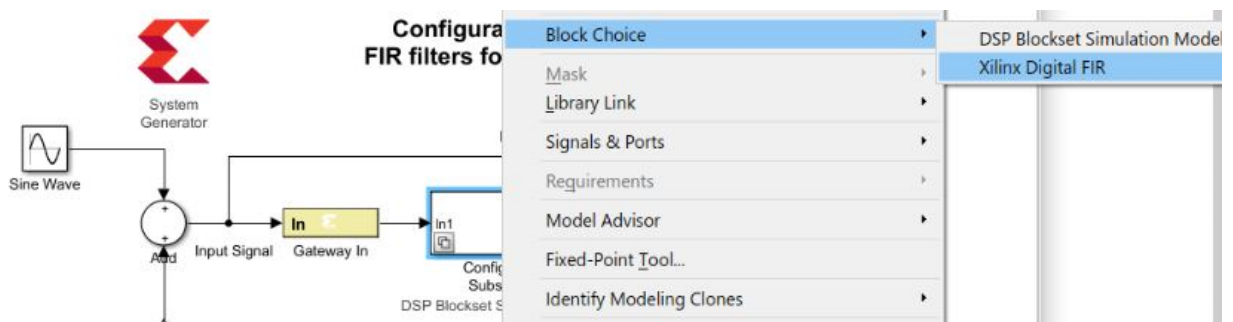 Configura
FIR filters fo
System
Generator
Sine Wave
+
+
Add
Input Signal
In
Gateway In
In1
Config
Subs
DSP Blockset S
Block Choice
Mask
Library Link
Signals & Ports
Requirements
Model Advisor
Fixed-Point Tool...
Identify Modeling Clones
DSP Blockset Simulation Model
Xilinx Digital FIR